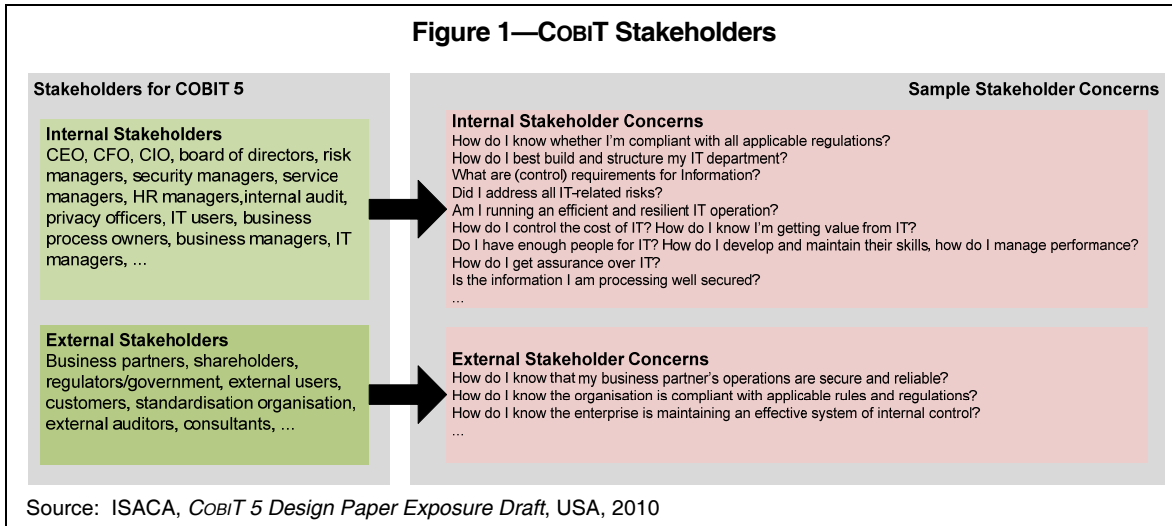 Figure 1—COBIT Stakeholders
Stakeholders for COBIT 5
Internal Stakeholders
CEO, CFO, CIO, board of directors, risk
managers, security managers, service
managers, HR managers,internal audit,
privacy officers, IT users, business
process owners, business managers, IT
managers, ...
External Stakeholders
Business partners, shareholders,
regulators/government, external users,
customers, standardisation organisation,
external auditors, consultants, ...
Sample Stakeholder Concerns
Internal Stakeholder Concerns
How do I know whether I'm compliant with all applicable regulations?
How do I best build and structure my IT department?
What are (control) requirements for Information?
Did I address all IT-related risks?
Am I running an efficient and resilient IT operation?
How do I control the cost of IT? How do I know I'm getting value from IT?
Do I have enough people for IT? How do I develop and maintain their skills, how do I manage performance?
How do I get assurance over IT?
Is the information I am processing well secured?
...
External Stakeholder Concerns
How do I know that my business partner's operations are secure and reliable?
How do I know the organisation is compliant with applicable rules and regulations?
How do I know the enterprise is maintaining an effective system of internal control?
...
Source: ISACA, COBIT 5 Design Paper Exposure Draft, USA, 2010